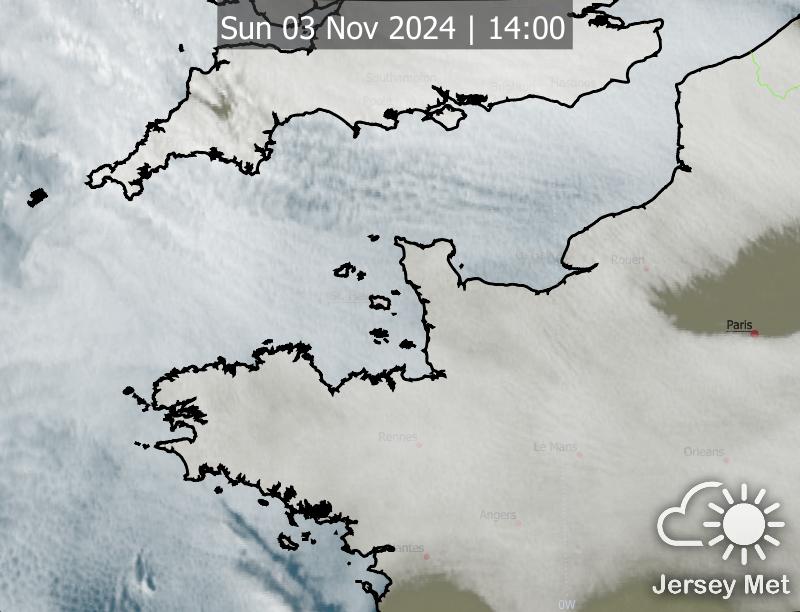 Sun 03 Nov 2024 | 14:00
Southampton
Hastings
Rouen
Paris
Rennes
Le Mans
Orleans
Angers
Nantes
Jersey Met
0W